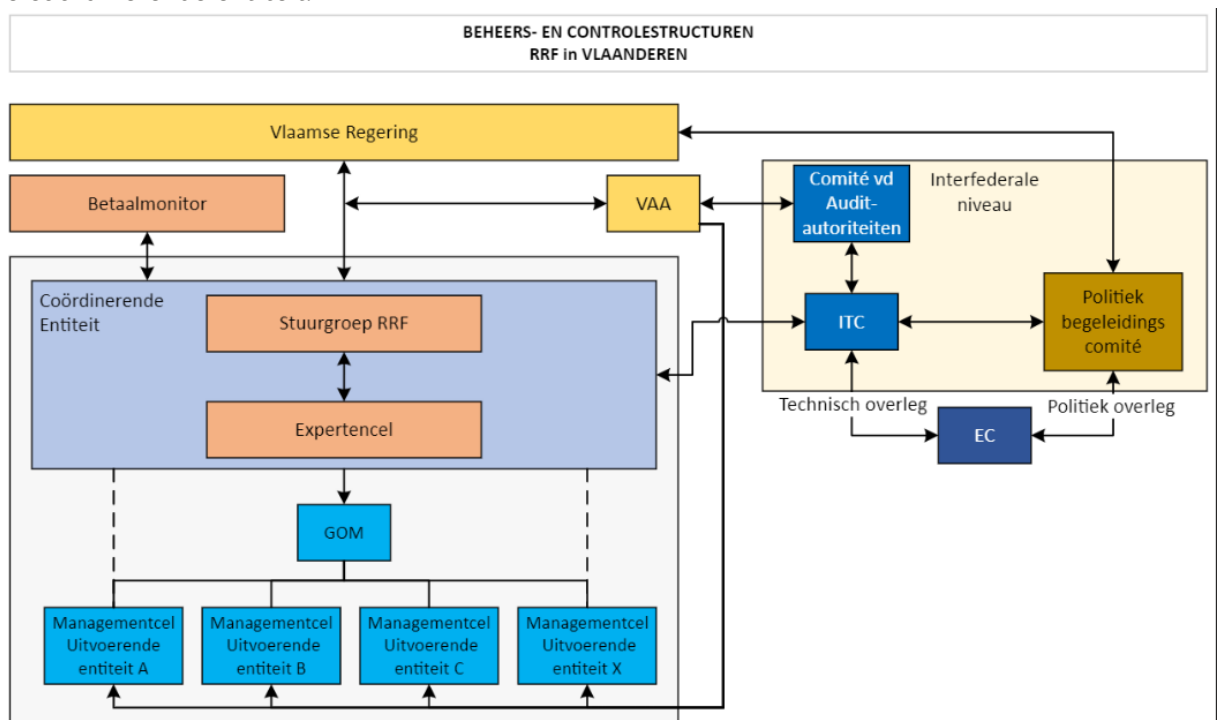 BEHEERS- EN CONTROLESTRUCTUREN
RRF in VLAANDEREN
Vlaamse Regering
Betaalmonitor
VAA
Comité vd
Audit-
autoriteiten
Interfederale
niveau
Coördinerende
Entiteit
Stuurgroep RRF
ITC
Politiek
begeleidings
comité
Expertencel
Technisch overleg
Politiek overleg
EC
GOM
Managementcel
Uitvoerende
entiteit A
Managementcel
Uitvoerende
entiteit B
Managementcel
Uitvoerende
entiteit C
Managementcel
Uitvoerende
entiteit X